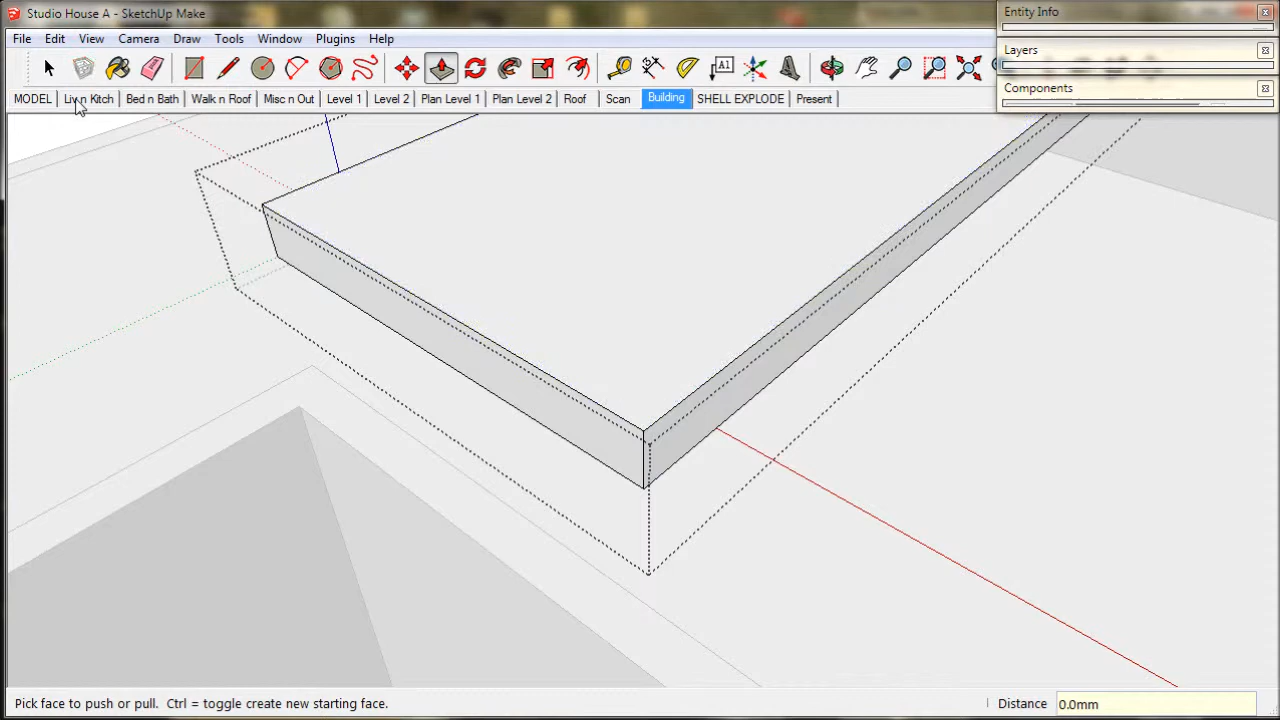 Studio House A - SketchUp Make
Entity Info
File Edit View Camera Draw Tools Window Plugins Help
Layers
A1
Components
MODEL Liv n Kitch Bed n Bath Walk n Roof Misc n Out Level 1 Level 2 Plan Level 1 Plan Level 2 Roof Scan Building SHELL EXPLODE Present
Pick face to push or pull. Ctrl = toggle create new starting face.
Distance 0.0mm